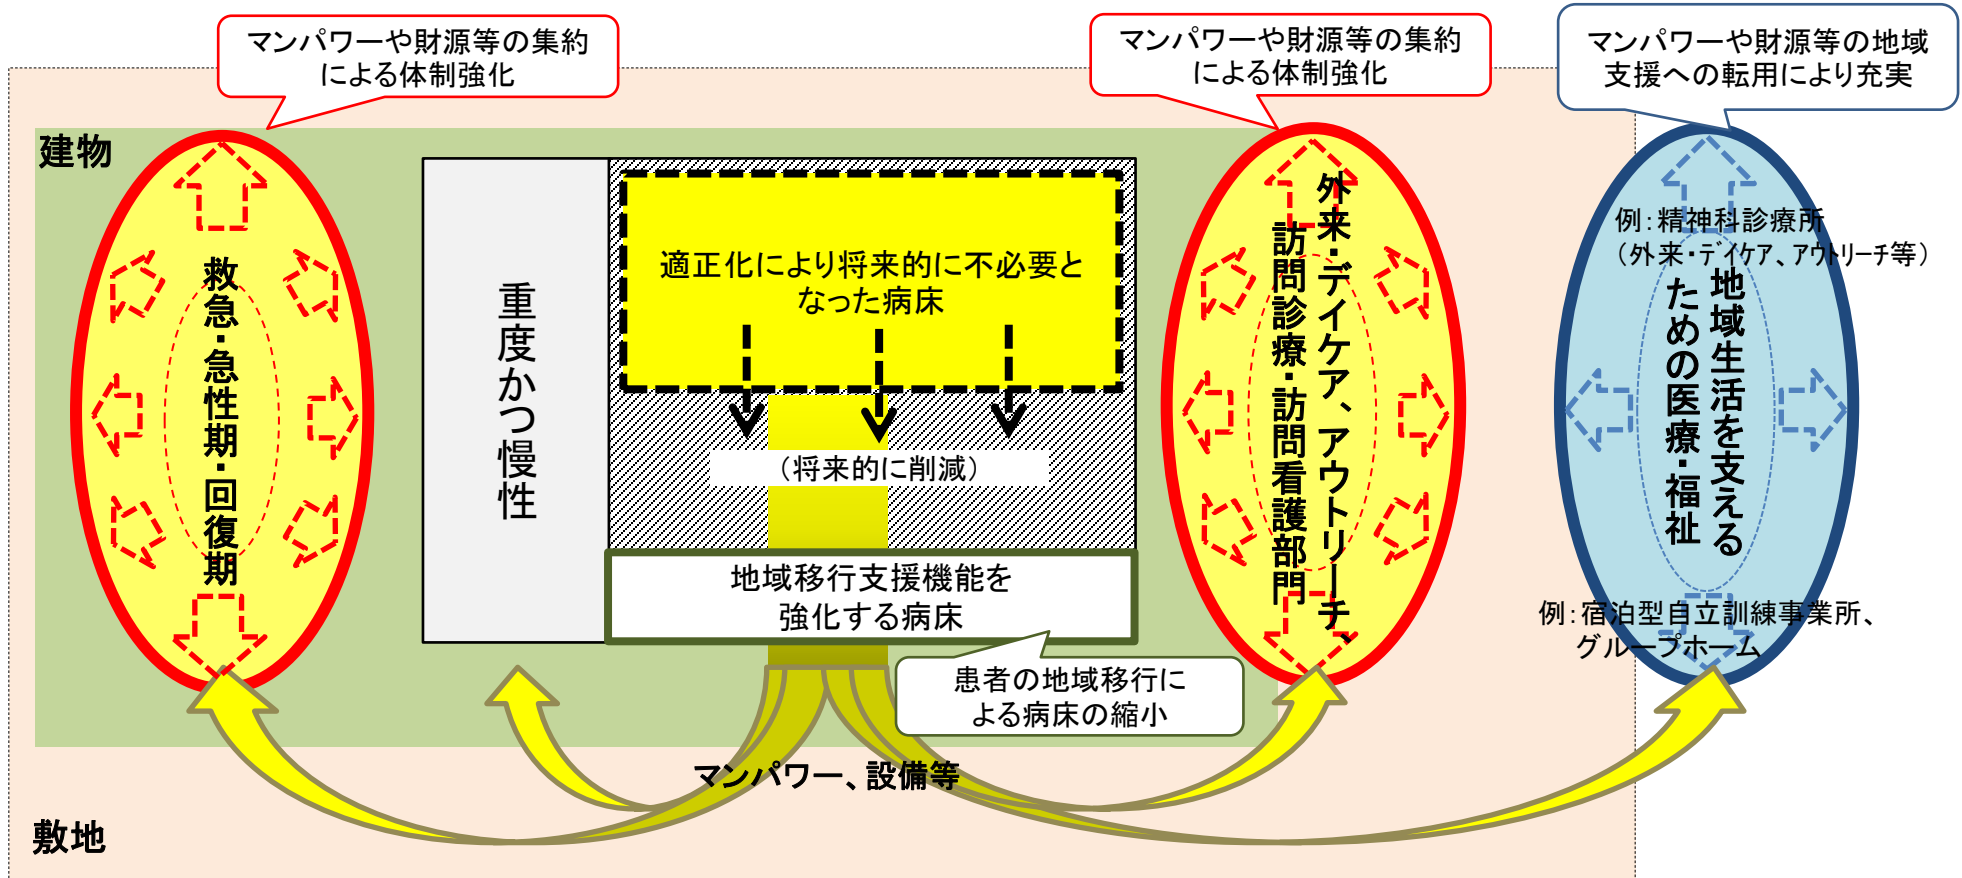 マンパワーや財源等の集約
による体制強化
マンパワーや財源等の集約
による体制強化
マンパワーや財源等の地域
支援への転用により充実
建物
救急・急性期・回復期
重度かつ慢性
適正化により将来的に不必要と
なった病床
（将来的に削減）
地域移行支援機能を
強化する病床
患者の地域移行に
よる病床の縮小
外来・デイケア、アウトリーチ、
訪問診療・訪問看護部門
例：精神科診療所
（外来・デイケア、アウトリーチ等）
地域生活を支える
ための医療・福祉
例：宿泊型自立訓練事業所、
グループホーム
マンパワー、設備等
敷地